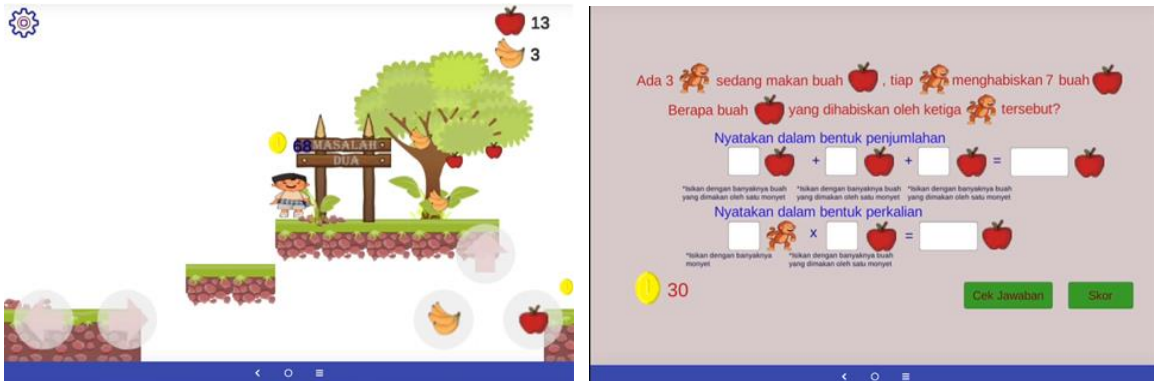 13
3
68
MASALAH
DUA
Ada 3 sedang makan buah , tiap menghabiskan 7 buah
Berapa buah yang dihabiskan oleh ketiga tersebut?
Nyatakan dalam bentuk penjumlahan
+ + =
*Isikan dengan banyaknya buah *Isikan dengan banyaknya buah *Isikan dengan banyaknya buah
yang dimakan oleh satu monyet yang dimakan oleh satu monyet yang dimakan oleh satu monyet
Nyatakan dalam bentuk perkalian
x =
*Isikan dengan banyaknya *Isikan dengan banyaknya buah
monyet yang dimakan oleh satu monyet
30
Cek Jawaban Skor